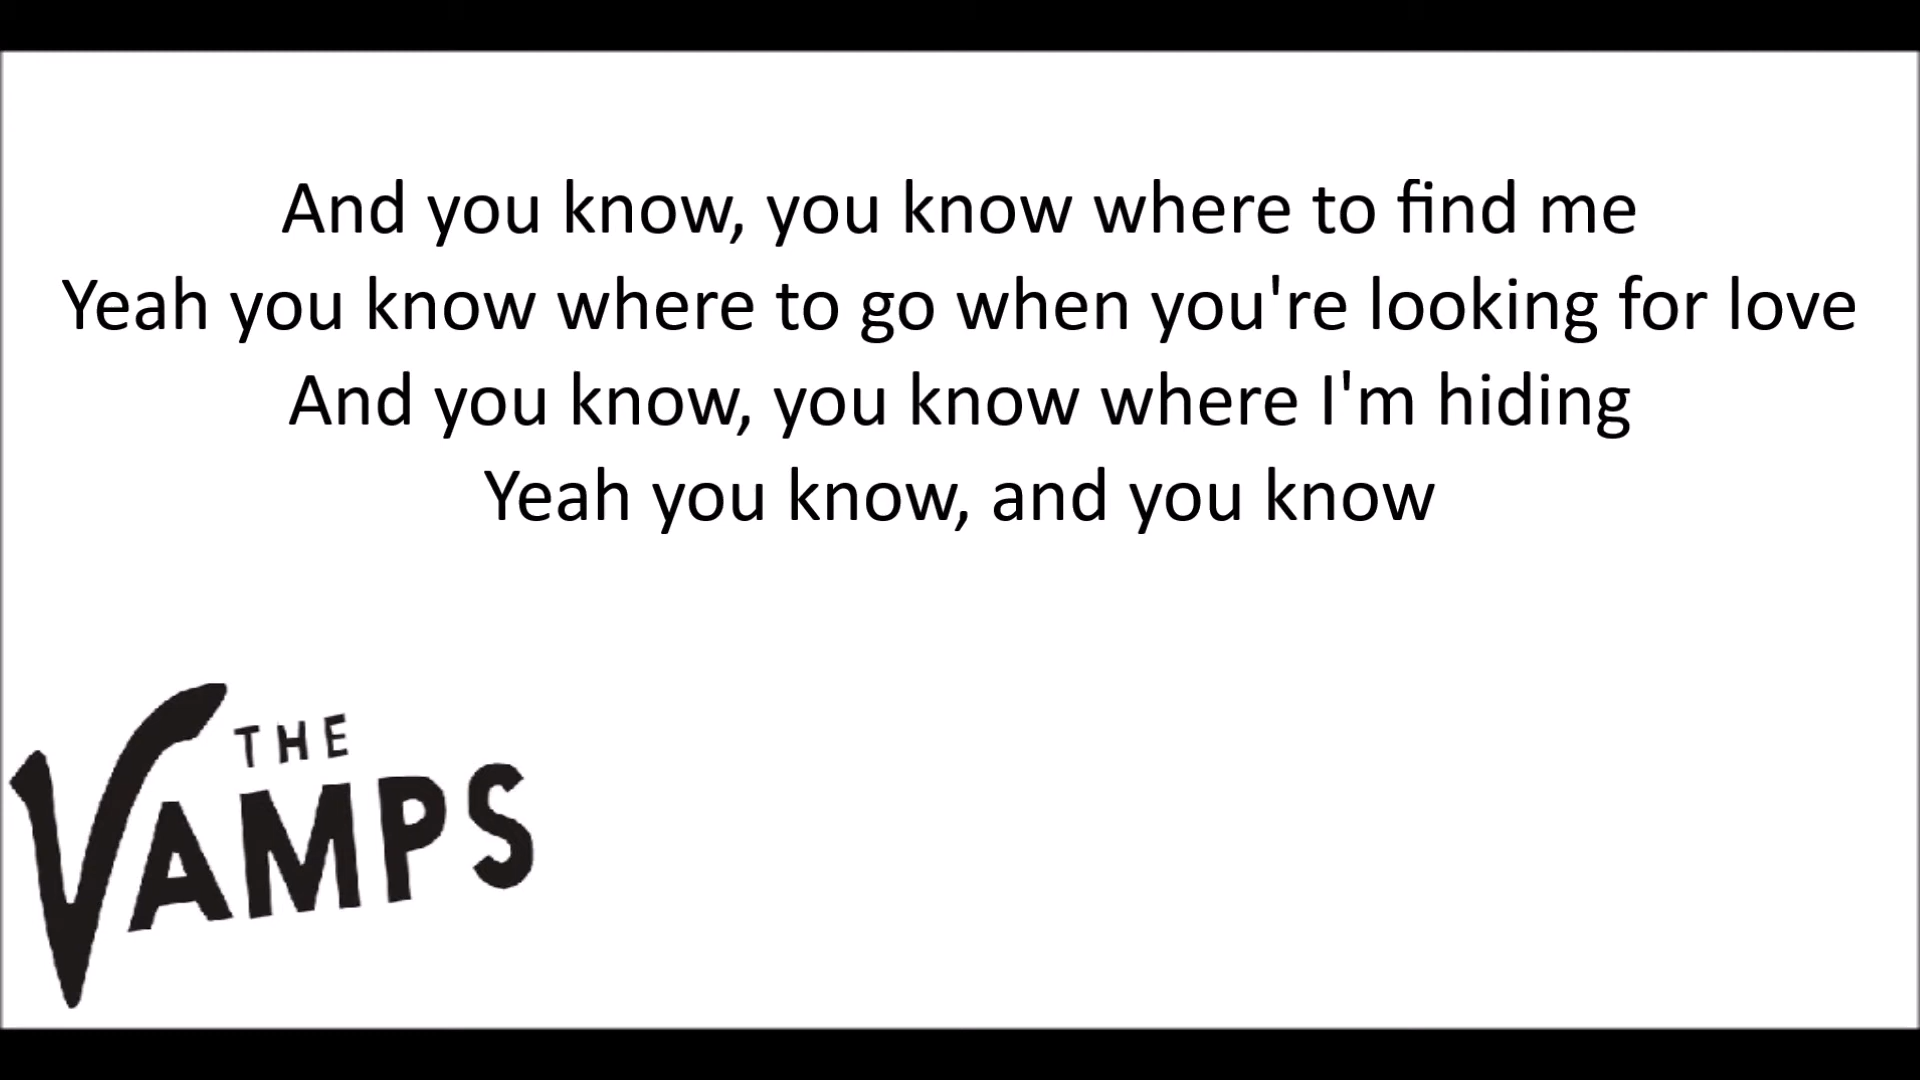 And you know, you know where to find me
Yeah you know where to go when you're looking for love
And you know, you know where I'm hiding
Yeah you know, and you know
THE
VAMPS